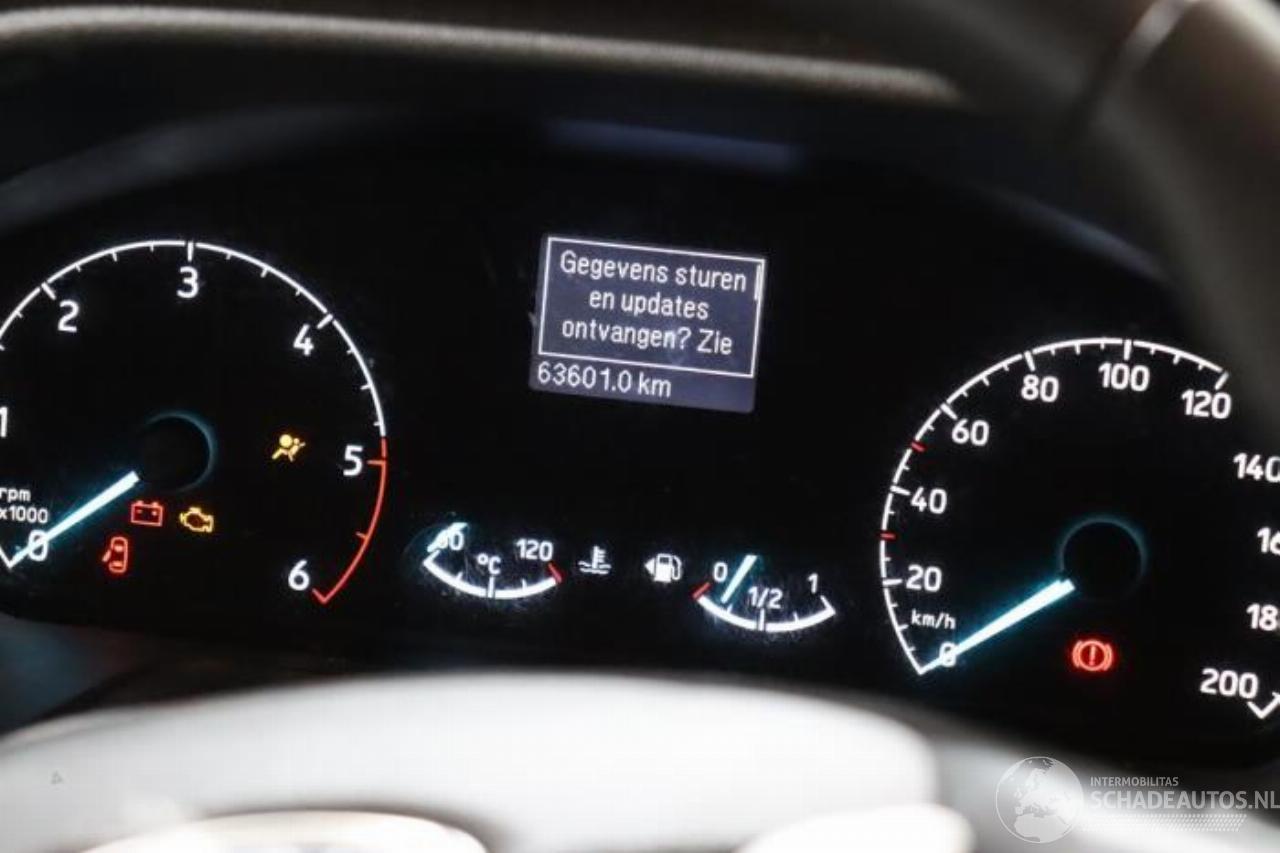 Gegevens sturen
en updates
ontvangen? Zie
63601.0 km
0
1
2
3
4
5
6
rpm
x1000
120
°C
0
1/2
1
0
20
40
60
80
100
120
140
200
km/h
INTERMOBILITAS
SCHADEAUTOS.NL